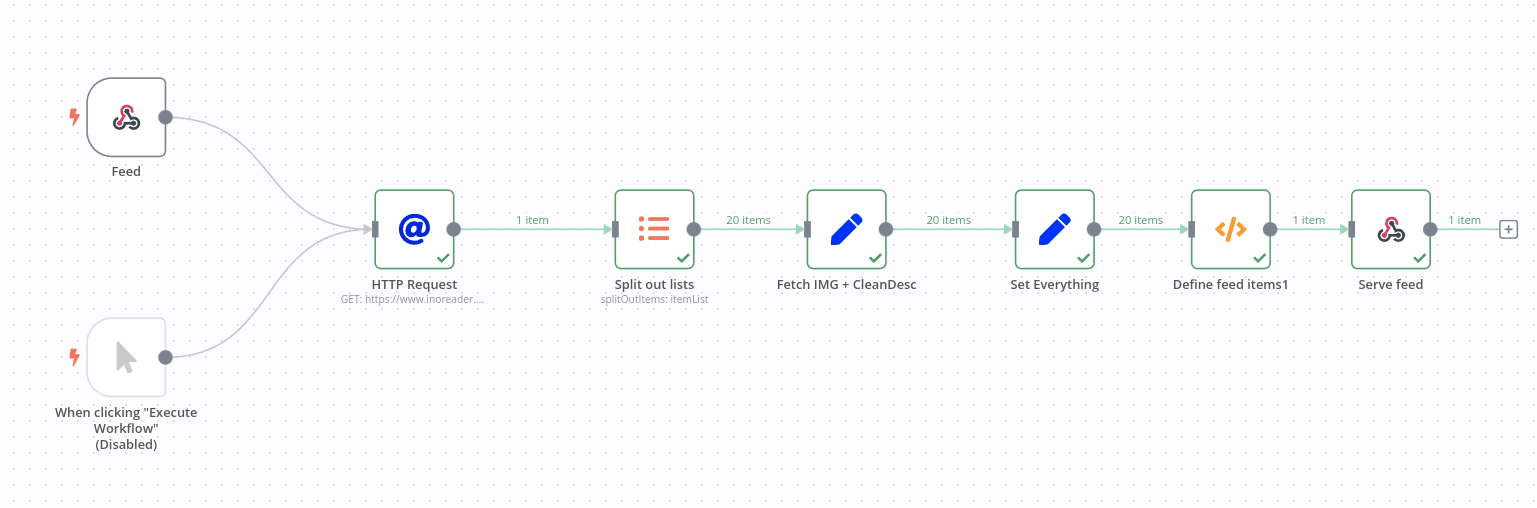 Feed
1 item
20 items
20 items
20 items
1 item
1 item
HTTP Request
GET: https://www.inoreader....
Split out lists
splitOutItems: itemList
Fetch IMG + CleanDesc
Set Everything
Define feed items1
Serve feed
When clicking "Execute
Workflow"
(Disabled)